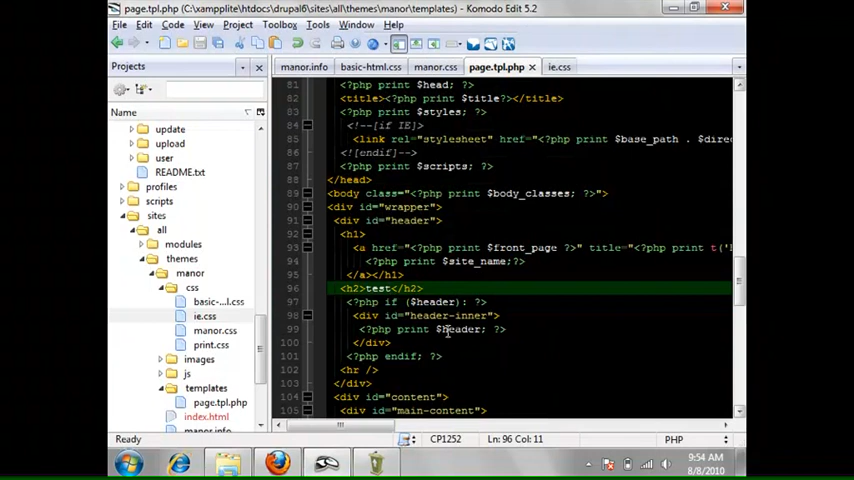 page.tpl.php (C:\xampplite\htdocs\drupal6\sites\all\themes\manor\templates) - Komodo Edit 5.2
File Edit Code View Project Toolbox Tools Window Help
Projects
manor.info basic-html.css manor.css page.tpl.php ie.css
Name
update
upload
user
README.txt
profiles
scripts
sites
all
modules
themes
manor
css
basic-...l.css
ie.css
manor.css
print.css
images
js
templates
page.tpl.php
index.html
manor.info
81 <?php print $head; ?>
82 <title><?php print $title?></title>
83 <?php print $styles; ?>
84 <!--[if IE]>
85 <link rel="stylesheet" href="<?php print $base_path . $direc
86 <![endif]-->
87 <?php print $scripts; ?>
88 </head>
89 <body class="<?php print $body_classes; ?>">
90 <div id="wrapper">
91 <div id="header">
92 <h1>
93 <a href="<?php print $front_page ?>" title="<?php print t('
94 <?php print $site_name;?>
95 </a></h1>
96 <h2>test</h2>
97 <?php if ($header): ?>
98 <div id="header-inner">
99 <?php print $header; ?>
100 </div>
101 <?php endif; ?>
102 <hr />
103 </div>
104 <div id="content">
105 <div id="main-content">
Ready CP1252 Ln: 96 Col: 11 PHP
9:54 AM
8/8/2010